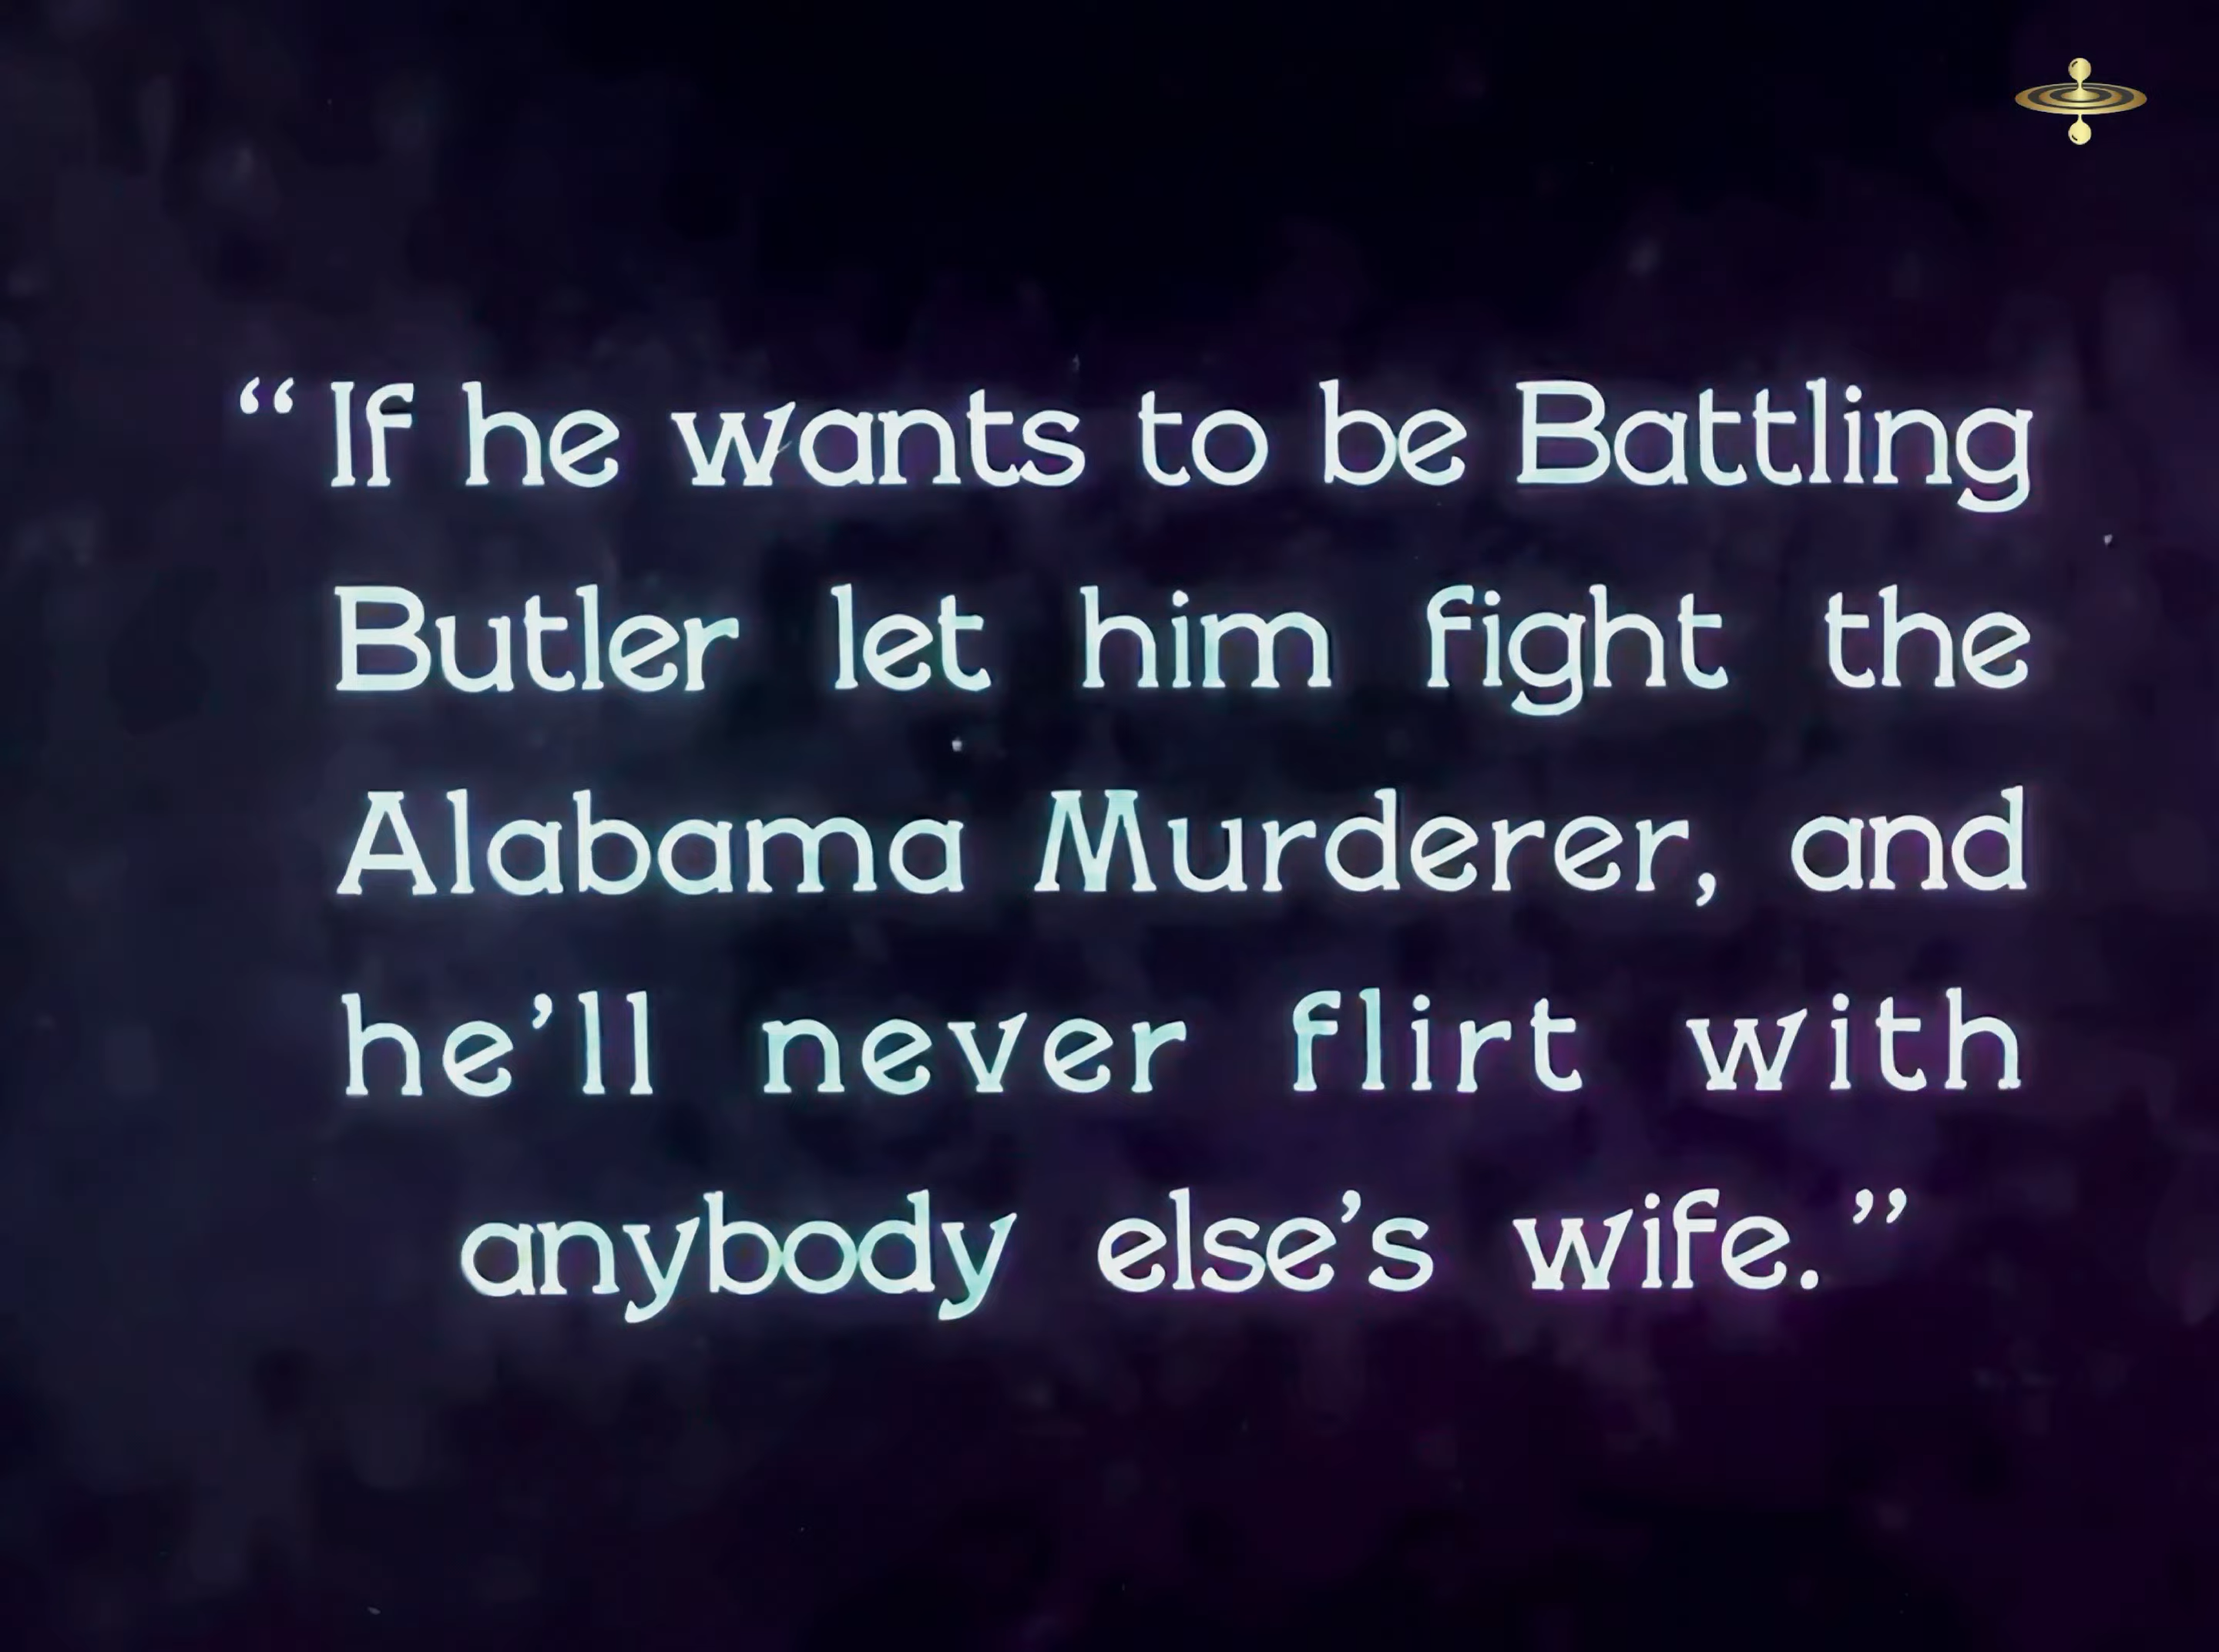 “If he wants to be Battling
Butler let him fight the
Alabama Murderer, and
he’ll never flirt with
anybody else’s wife.”